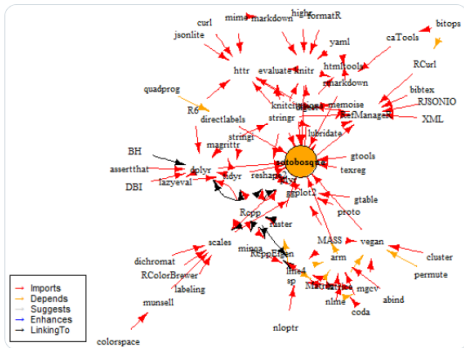 curl
mime
markdown
highr
formatR
jsonlite
yaml
bitops
caTools
httr
evaluate
knitr
htmltools
RCurl
rmarkdown
quadprog
bibtex
memoise
RJSONIO
R6
directlabels
stringr
RefManageR
XML
stringi
lubridate
magrittr
BH
dplyr
gtools
assertthat
tidyr
texreg
DBI
lazyeval
reshape2
ggplot2
gtable
proto
Rcpp
raster
scales
minqa
MASS
vegan
dichromat
RcppEigen
arm
cluster
RColorBrewer
lme4
permute
labeling
sp
mgcv
munsell
nlme
abind
coda
nloptr
colorspace
Imports
Depends
Suggests
Enhances
LinkingTo